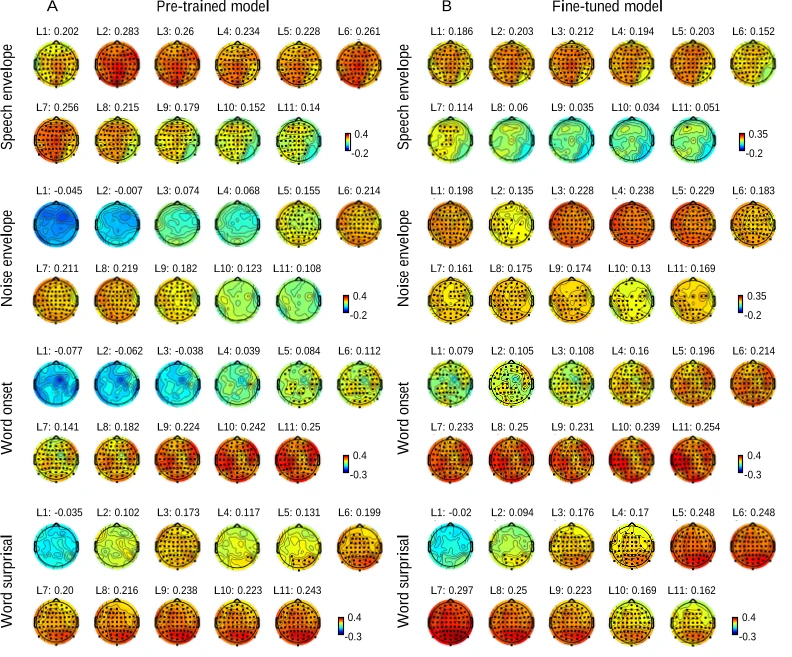 A Pre-trained model B Fine-tuned model
Speech envelope
L1: 0.202 L2: 0.283 L3: 0.26 L4: 0.234 L5: 0.228 L6: 0.261
L7: 0.256 L8: 0.215 L9: 0.179 L10: 0.152 L11: 0.14
0.4
-0.2
Speech envelope
L1: 0.186 L2: 0.203 L3: 0.212 L4: 0.194 L5: 0.203 L6: 0.152
L7: 0.114 L8: 0.06 L9: 0.035 L10: 0.034 L11: 0.051
0.35
-0.2
Noise envelope
L1: -0.045 L2: -0.007 L3: 0.074 L4: 0.068 L5: 0.155 L6: 0.214
L7: 0.211 L8: 0.219 L9: 0.182 L10: 0.123 L11: 0.108
0.4
-0.2
Noise envelope
L1: 0.198 L2: 0.135 L3: 0.228 L4: 0.238 L5: 0.229 L6: 0.183
L7: 0.161 L8: 0.175 L9: 0.174 L10: 0.13 L11: 0.169
0.35
-0.2
Word onset
L1: -0.077 L2: -0.062 L3: -0.038 L4: 0.039 L5: 0.084 L6: 0.112
L7: 0.141 L8: 0.182 L9: 0.224 L10: 0.242 L11: 0.25
0.4
-0.3
Word onset
L1: 0.079 L2: 0.105 L3: 0.108 L4: 0.16 L5: 0.196 L6: 0.214
L7: 0.233 L8: 0.25 L9: 0.231 L10: 0.239 L11: 0.254
0.4
-0.3
Word surprisal
L1: -0.035 L2: 0.102 L3: 0.173 L4: 0.117 L5: 0.131 L6: 0.199
L7: 0.20 L8: 0.216 L9: 0.238 L10: 0.223 L11: 0.243
0.4
-0.3
Word surprisal
L1: -0.02 L2: 0.094 L3: 0.176 L4: 0.17 L5: 0.248 L6: 0.248
L7: 0.297 L8: 0.25 L9: 0.223 L10: 0.169 L11: 0.162
0.4
-0.3